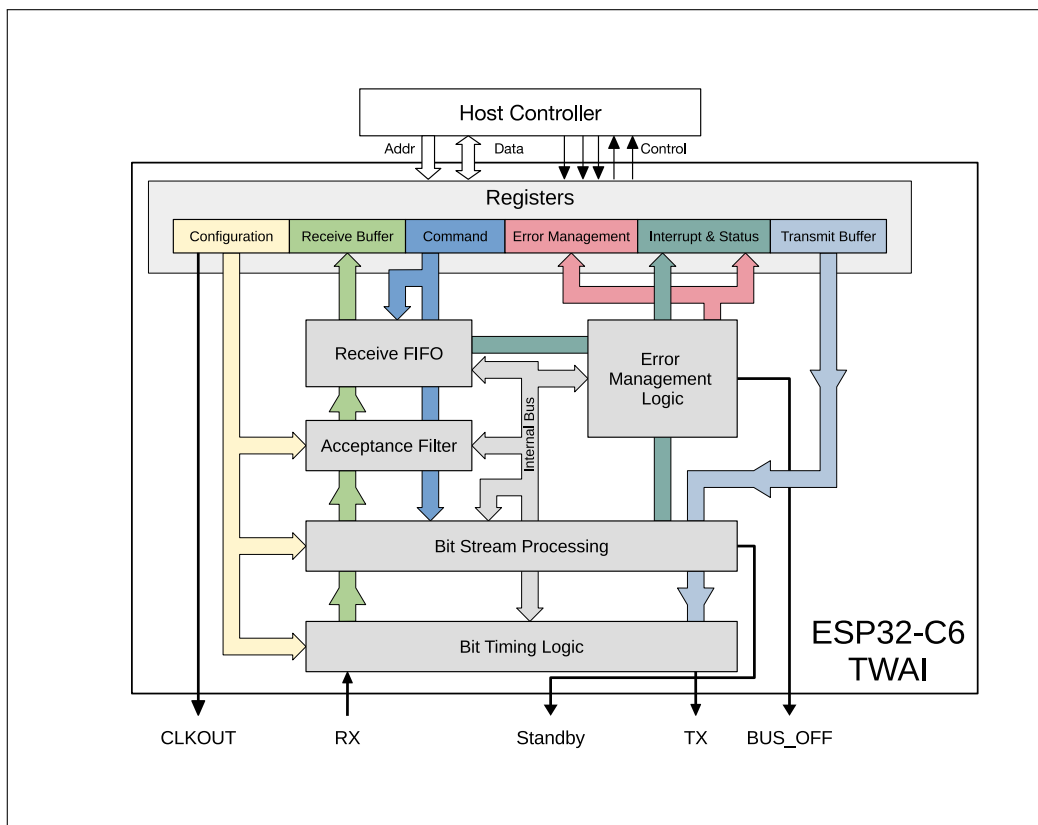 Host Controller
Addr
Data
Control
Registers
Configuration
Receive Buffer
Command
Error Management
Interrupt & Status
Transmit Buffer
Receive FIFO
Error
Management
Logic
Internal Bus
Acceptance Filter
Bit Stream Processing
Bit Timing Logic
ESP32-C6
TWAI
CLKOUT
RX
Standby
TX
BUS_OFF